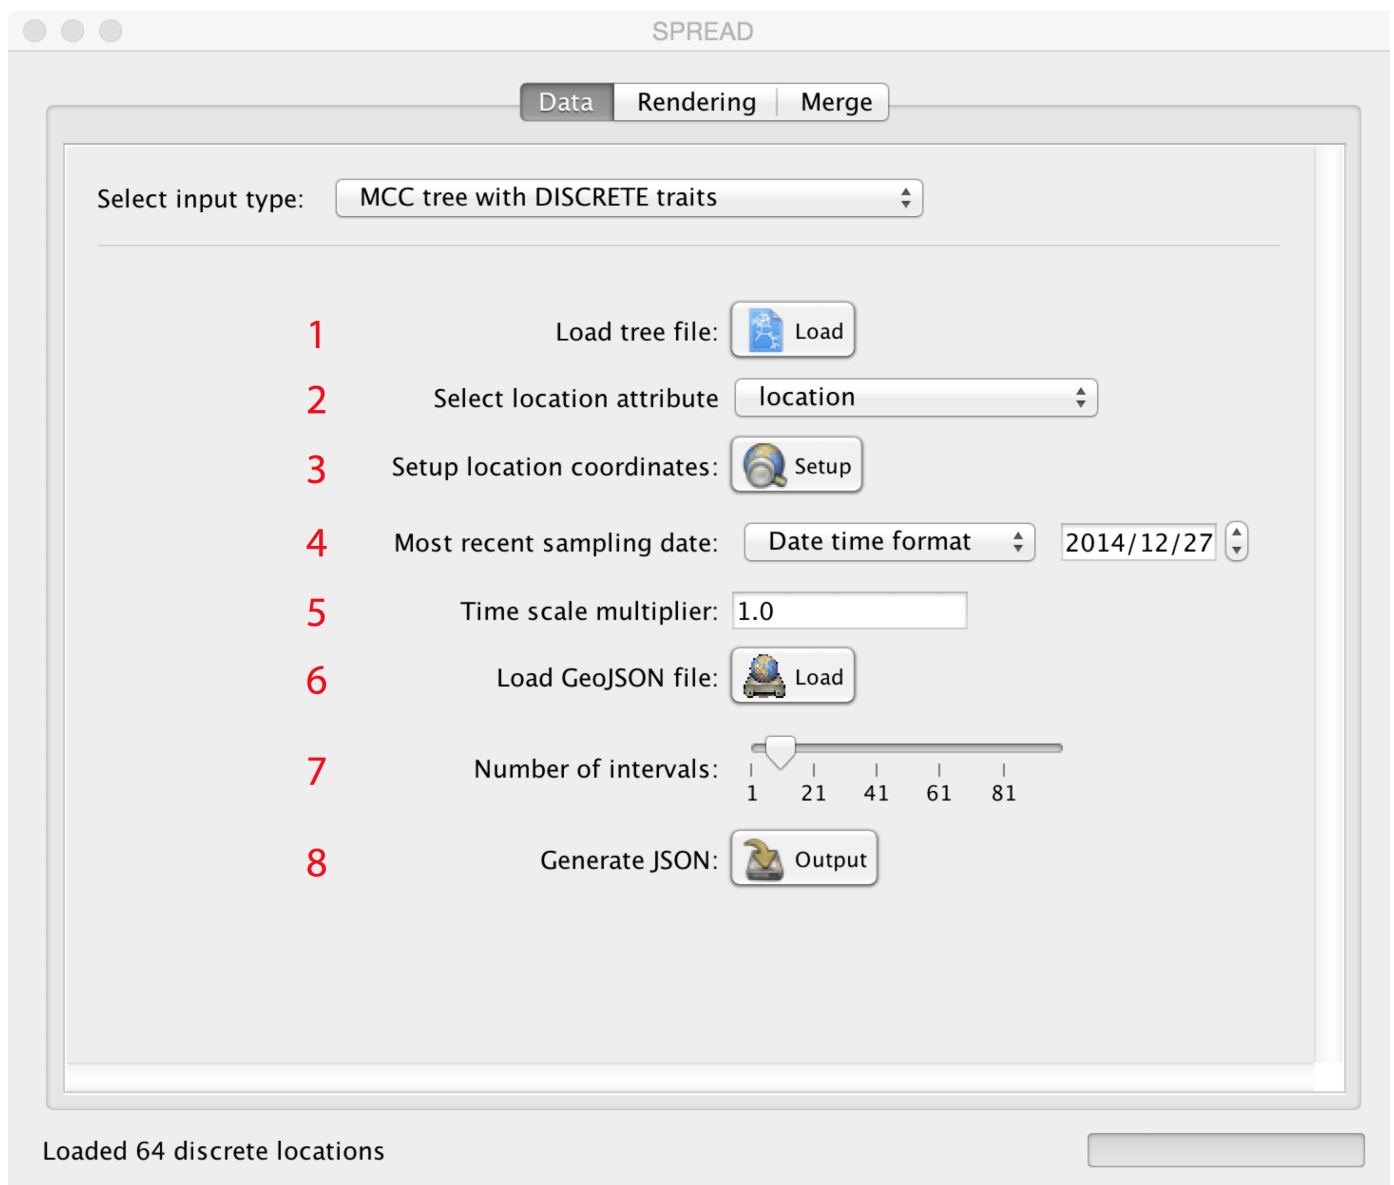 SPREAD
Data Rendering Merge
Select input type: MCC tree with DISCRETE traits
1 Load tree file: Load
2 Select location attribute location
3 Setup location coordinates: Setup
4 Most recent sampling date: Date time format 2014/12/27
5 Time scale multiplier: 1.0
6 Load GeoJSON file: Load
7 Number of intervals:
1 21 41 61 81
8 Generate JSON: Output
Loaded 64 discrete locations